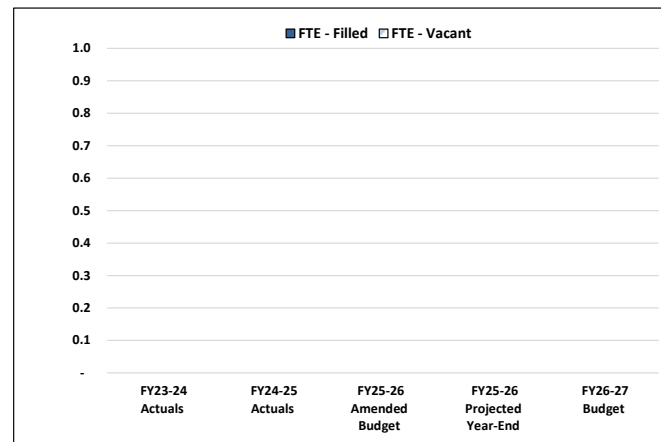 FTE - Filled FTE - Vacant
1.0
0.9
0.8
0.7
0.6
0.5
0.4
0.3
0.2
0.1
-
FY23-24 FY24-25 FY25-26 FY25-26 FY26-27
Actuals Actuals Amended Projected Budget
Budget Year-End